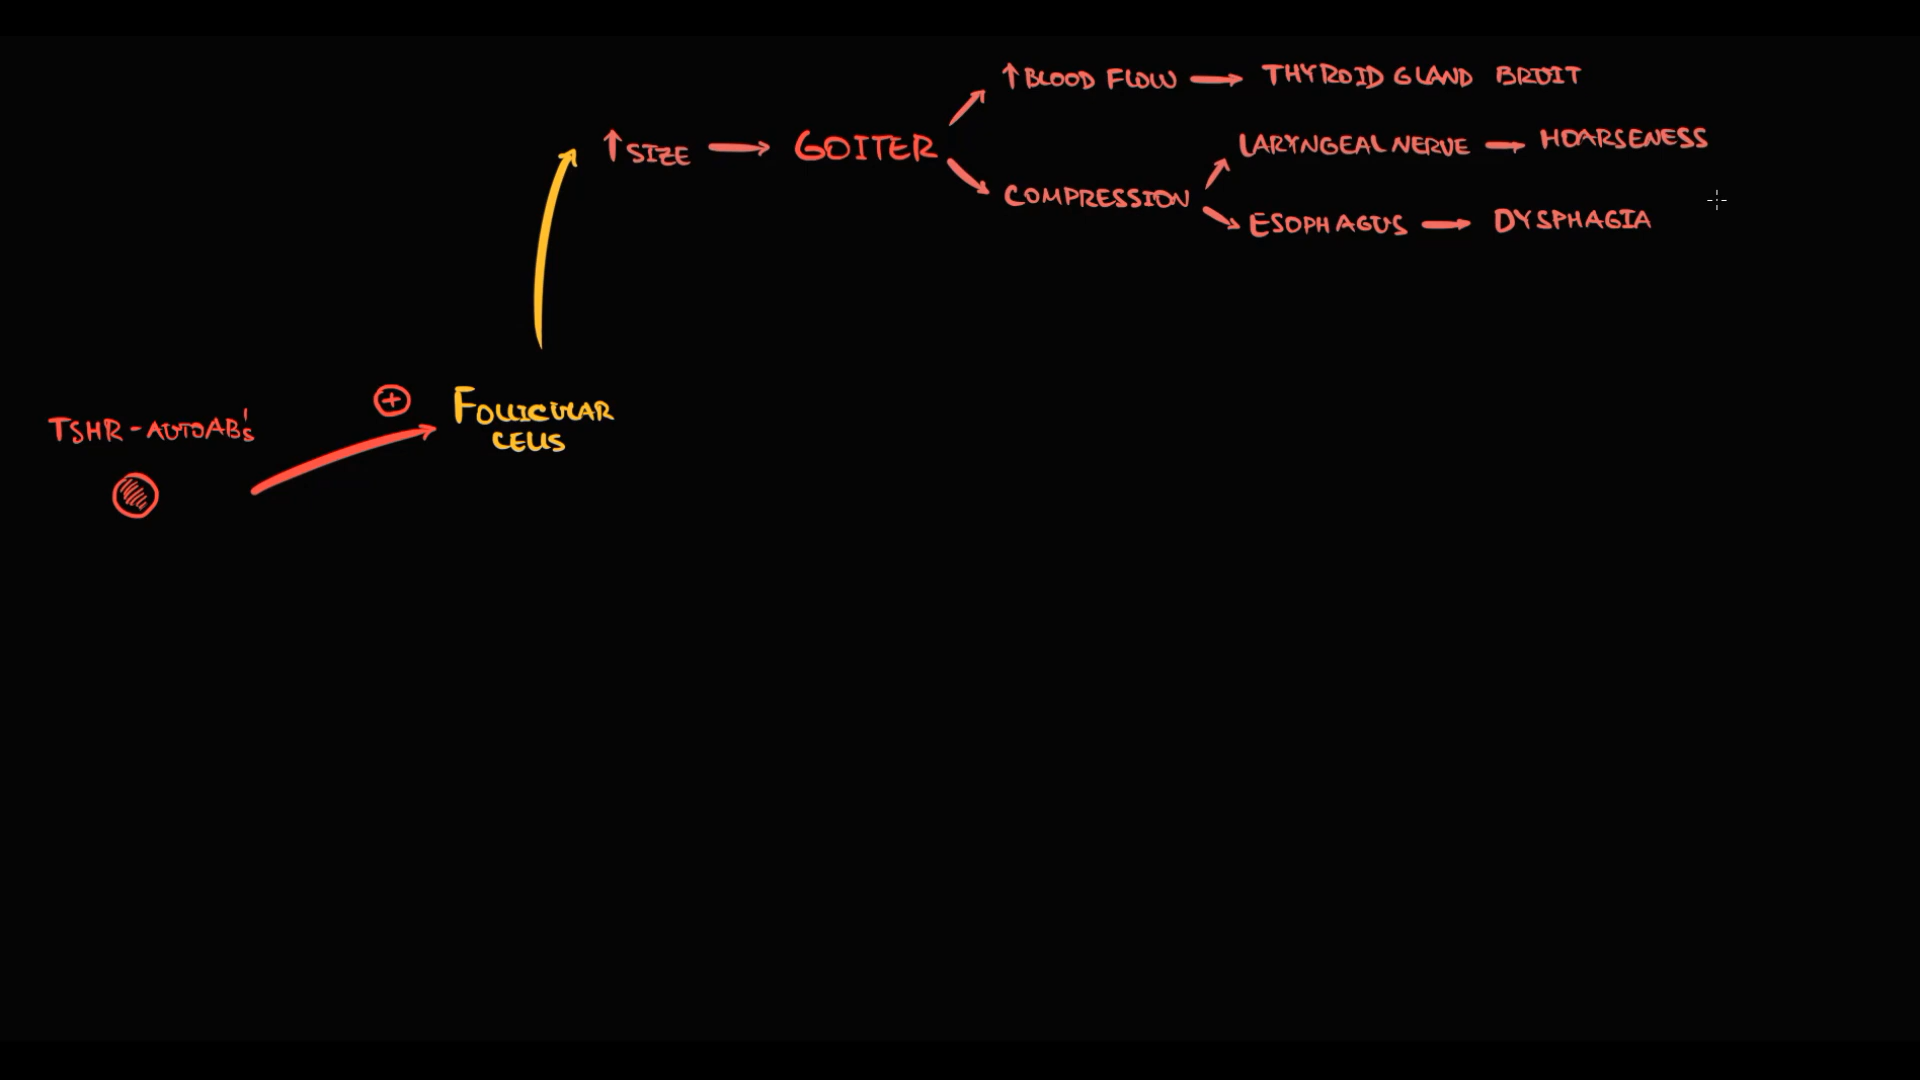 ↑ BLOOD FLOW → THYROID GLAND BRUIT
↑ SIZE → GOITER
LARYNGEAL NERVE → HOARSENESS
COMPRESSION
ESOPHAGUS → DYSPHAGIA
TSHR-AUTOAB's
+
FOLLICULAR
CELLS